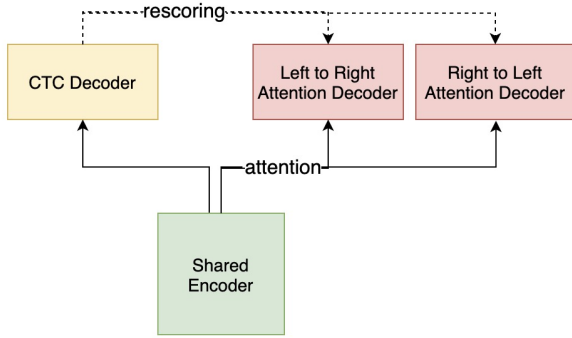 rescoring
CTC Decoder
Left to Right
Attention Decoder
Right to Left
Attention Decoder
attention
Shared
Encoder